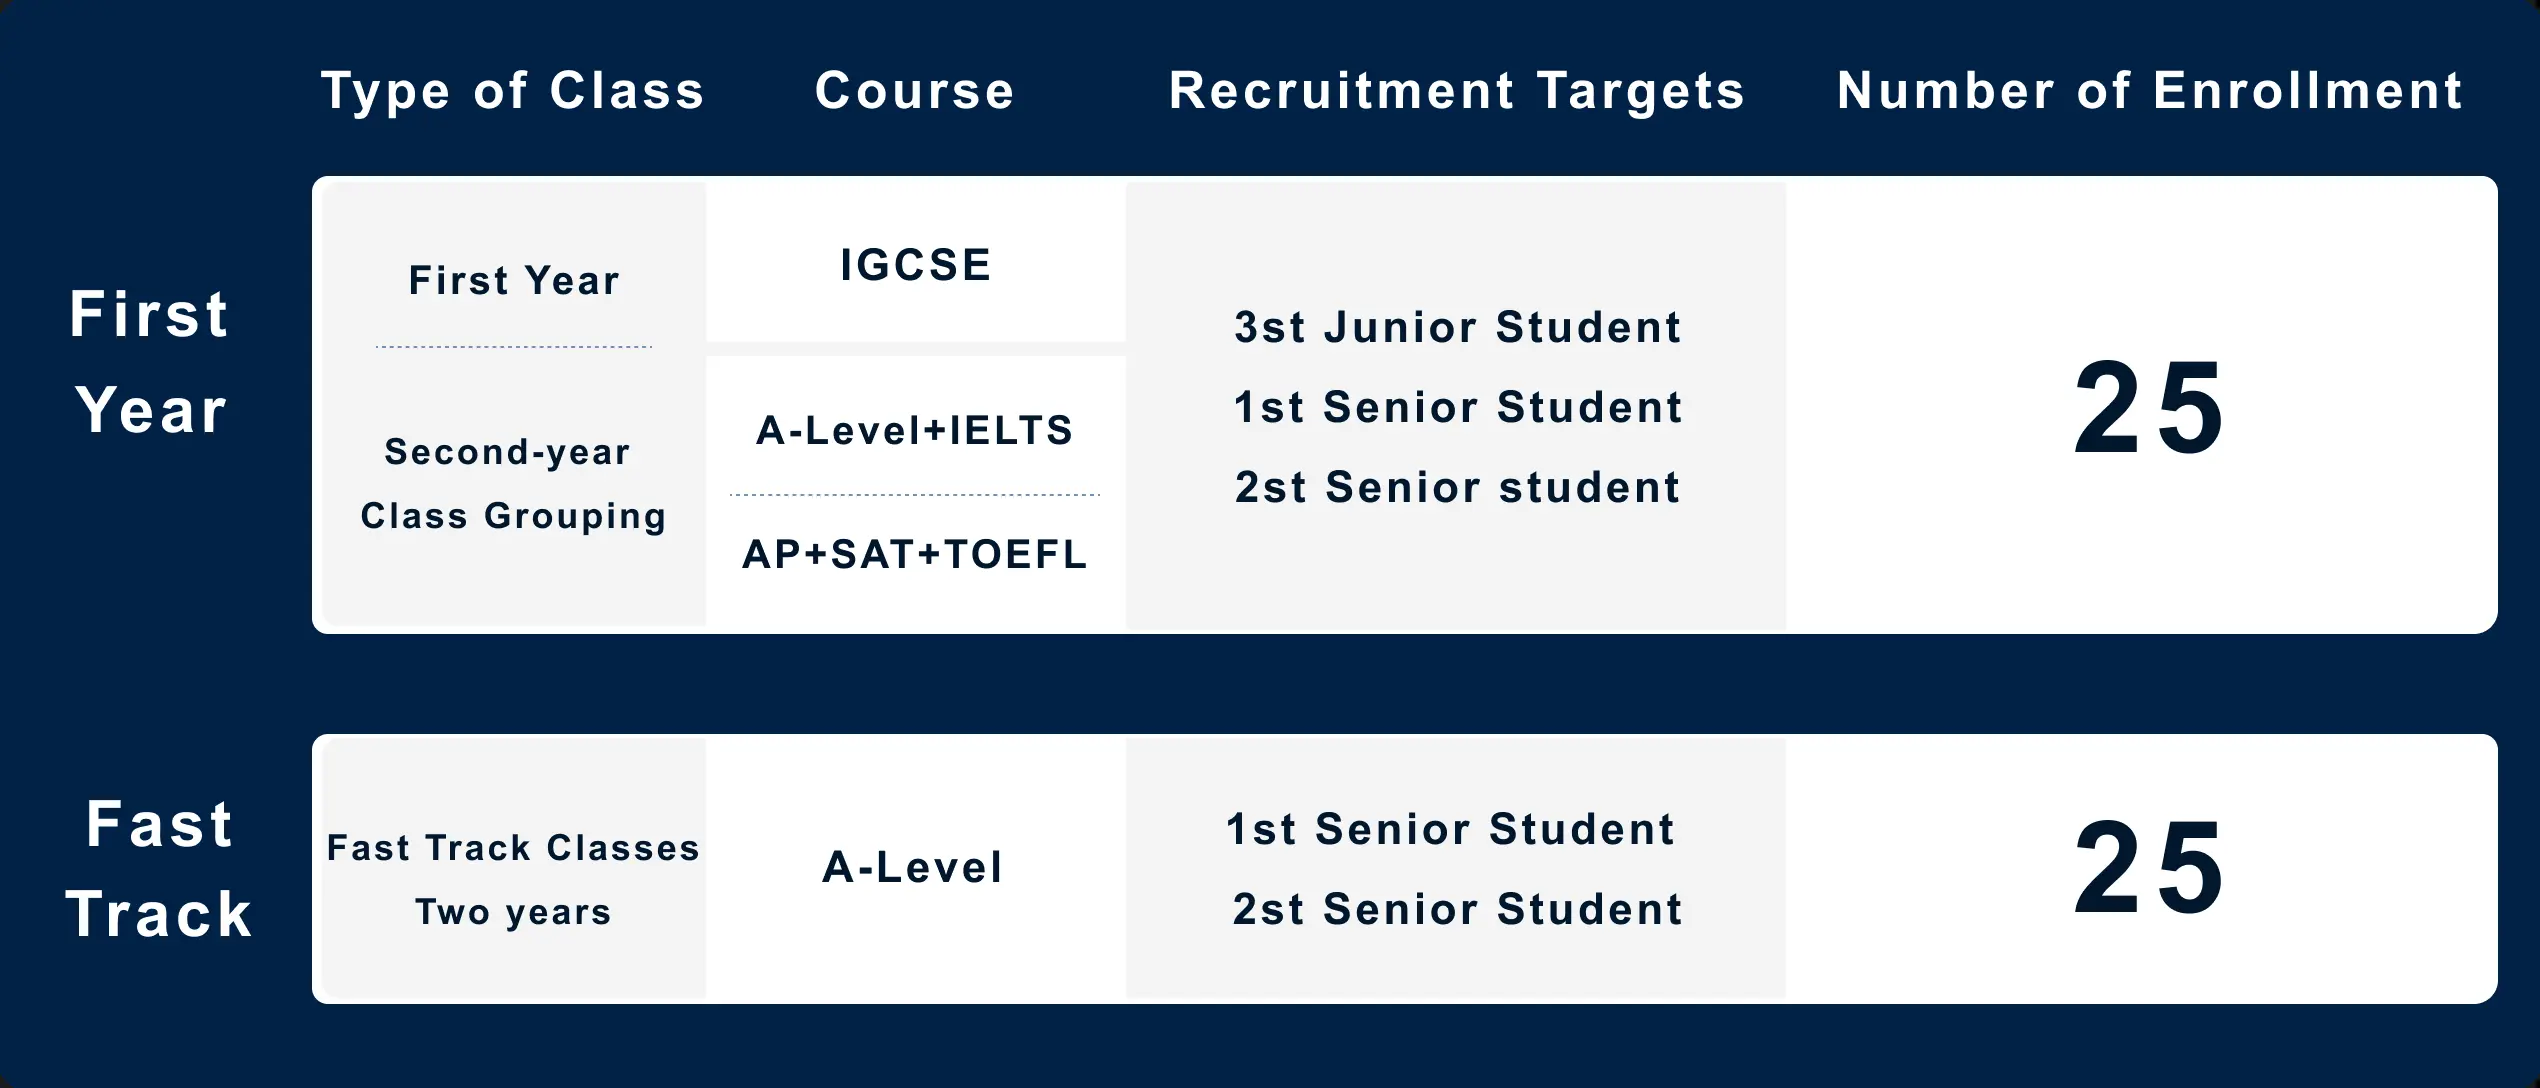 Type of Class
Course
Recruitment Targets
Number of Enrollment
First
Year
First Year
Second-year
Class Grouping
IGCSE
A-Level+IELTS
AP+SAT+TOEFL
3st Junior Student
1st Senior Student
2st Senior student
25
Fast
Track
Fast Track Classes
Two years
A-Level
1st Senior Student
2st Senior Student
25